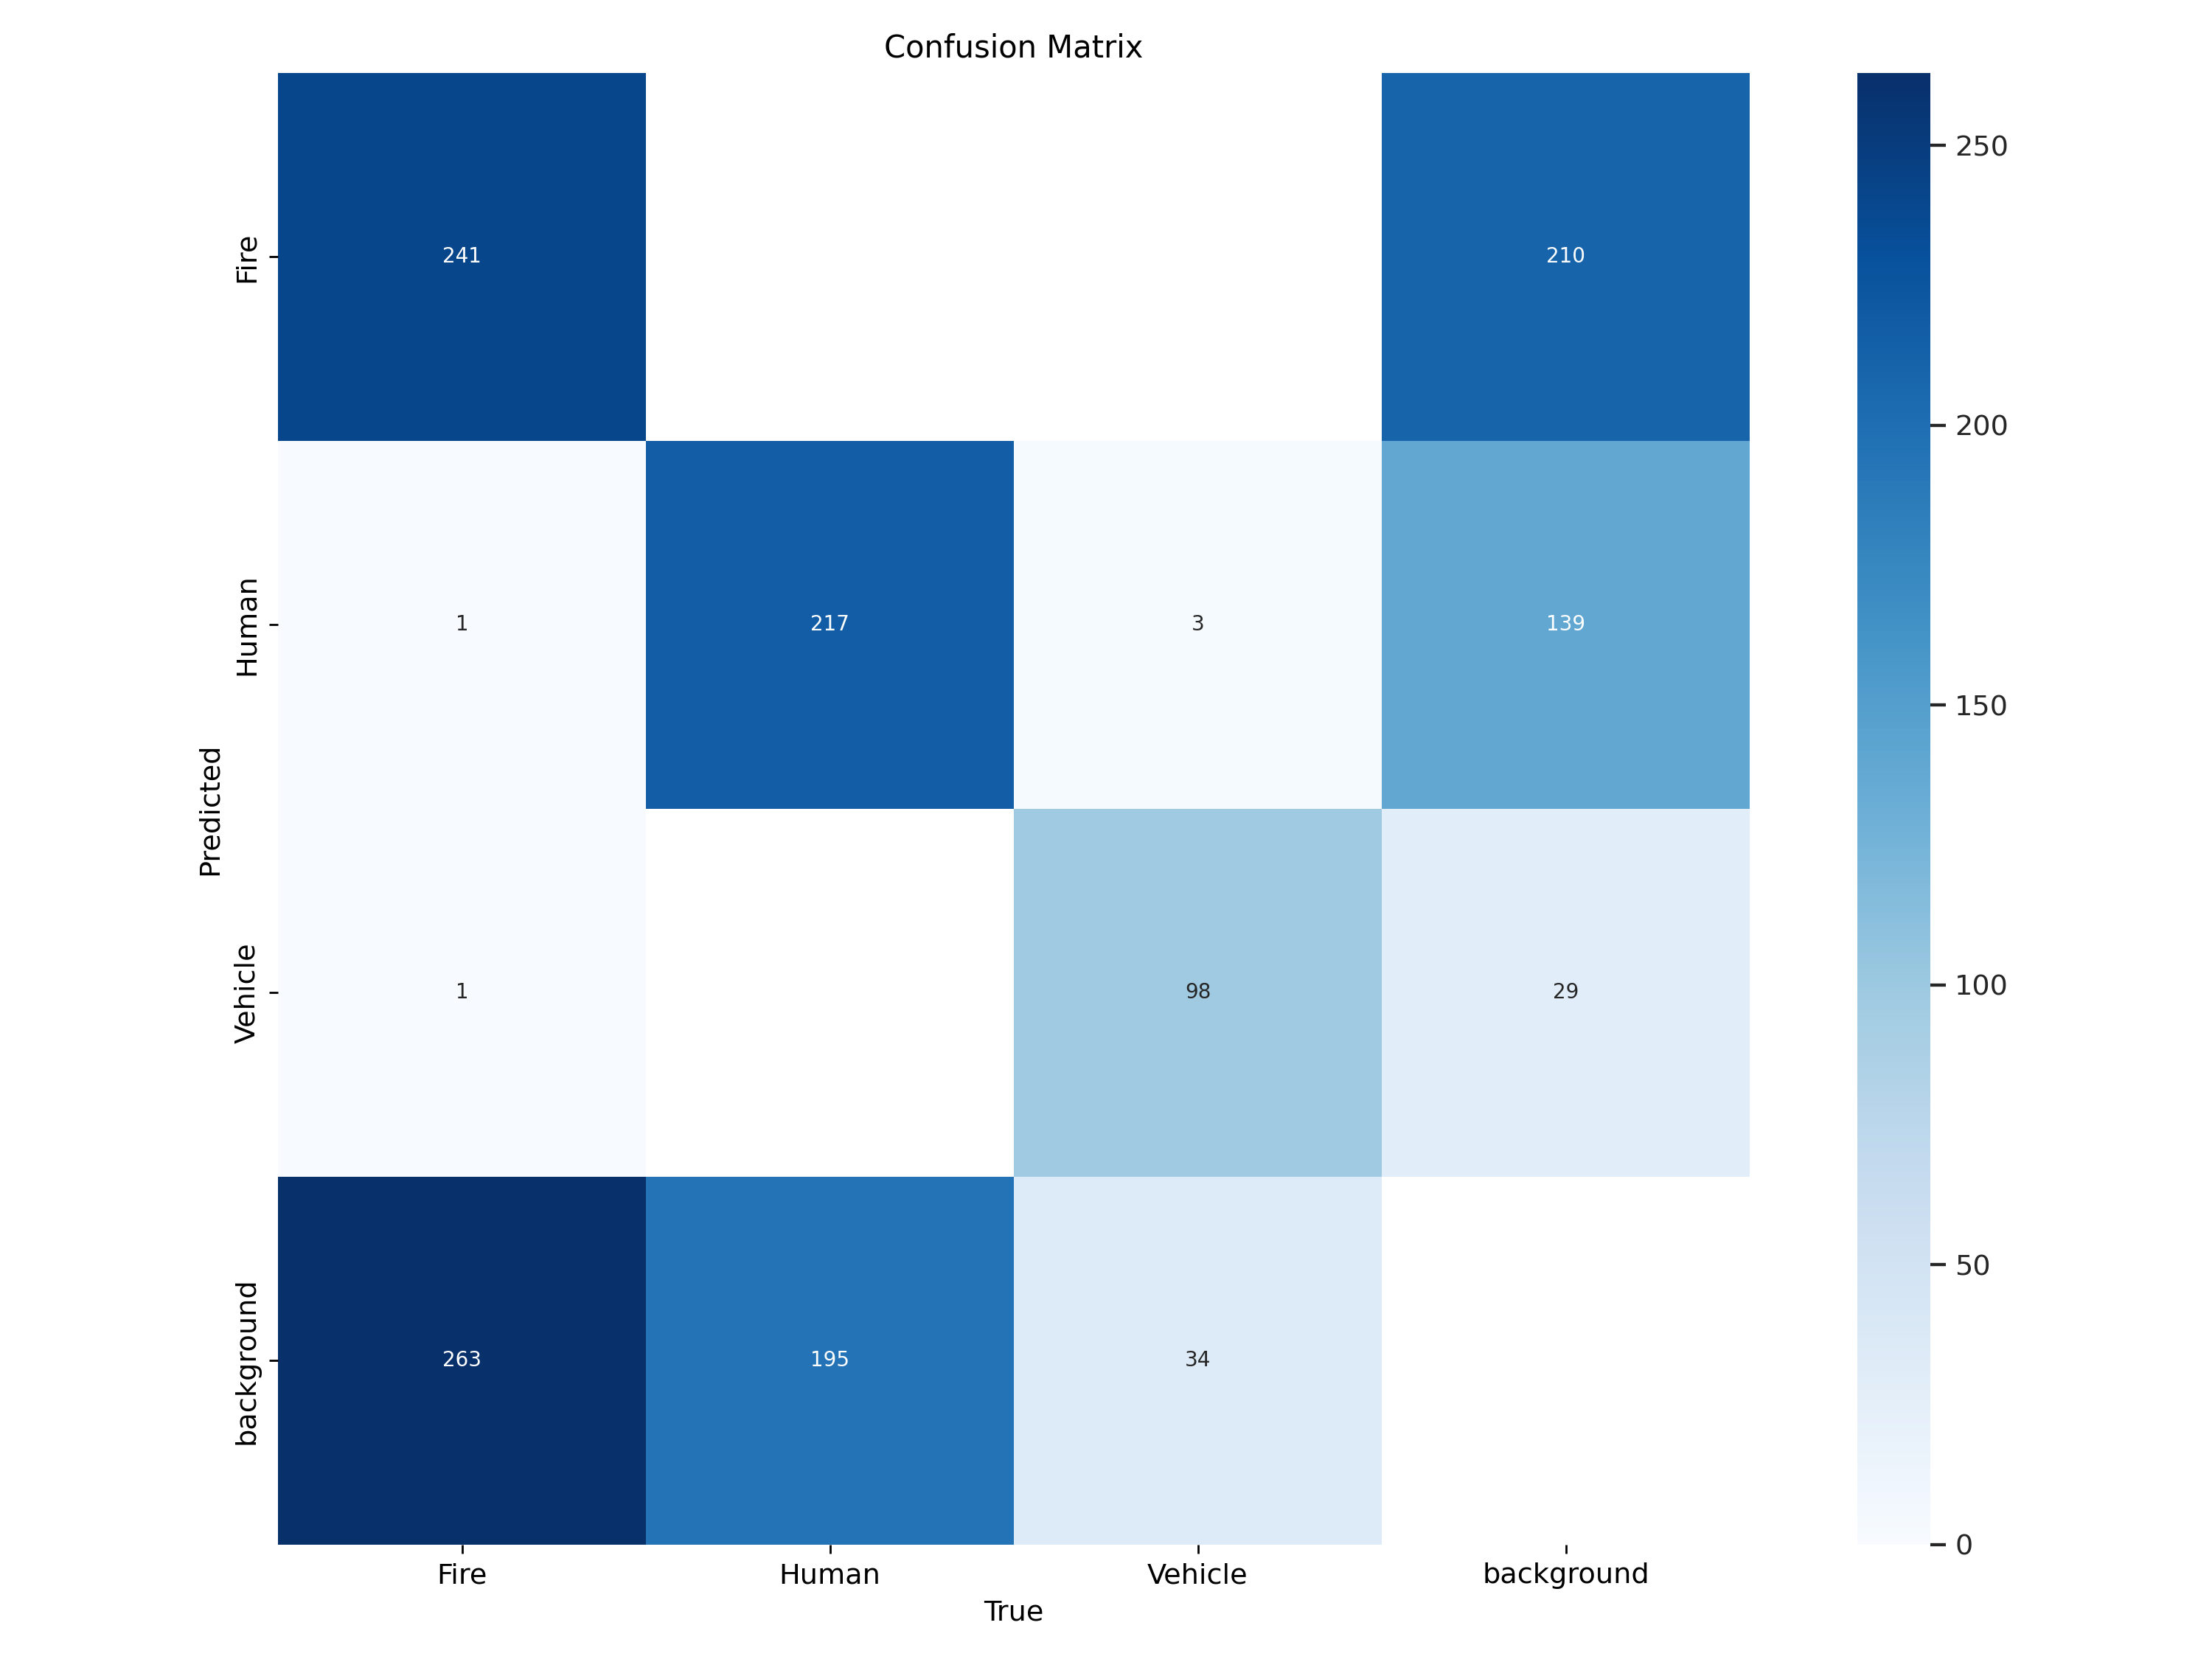 Confusion Matrix
Fire
241
210
Human
1
217
3
139
Vehicle
1
98
29
background
263
195
34
Predicted
Fire
Human
Vehicle
background
True
250
200
150
100
50
0